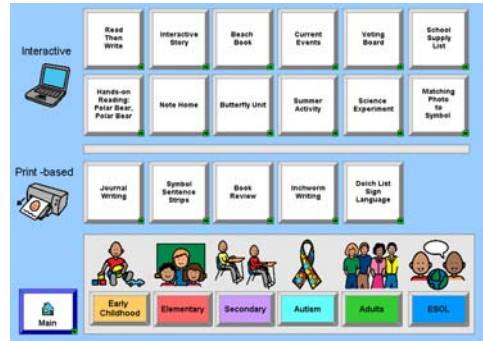 Interactive
Read
Then
Write
Interactive
Story
Beach
Book
Current
Events
Voting
Board
School
Supply
List
Hands-on
Reading:
Polar Bear,
Polar Bear
Note Home
Butterfly Unit
Summer
Activity
Science
Experiment
Matching
Photo
to
Symbol
Print -based
Journal
Writing
Symbol
Sentence
Strips
Book
Review
Inchworm
Writing
Dolch List
Sign
Language
Main
Early
Childhood
Elementary
Secondary
Autism
Adults
ESOL